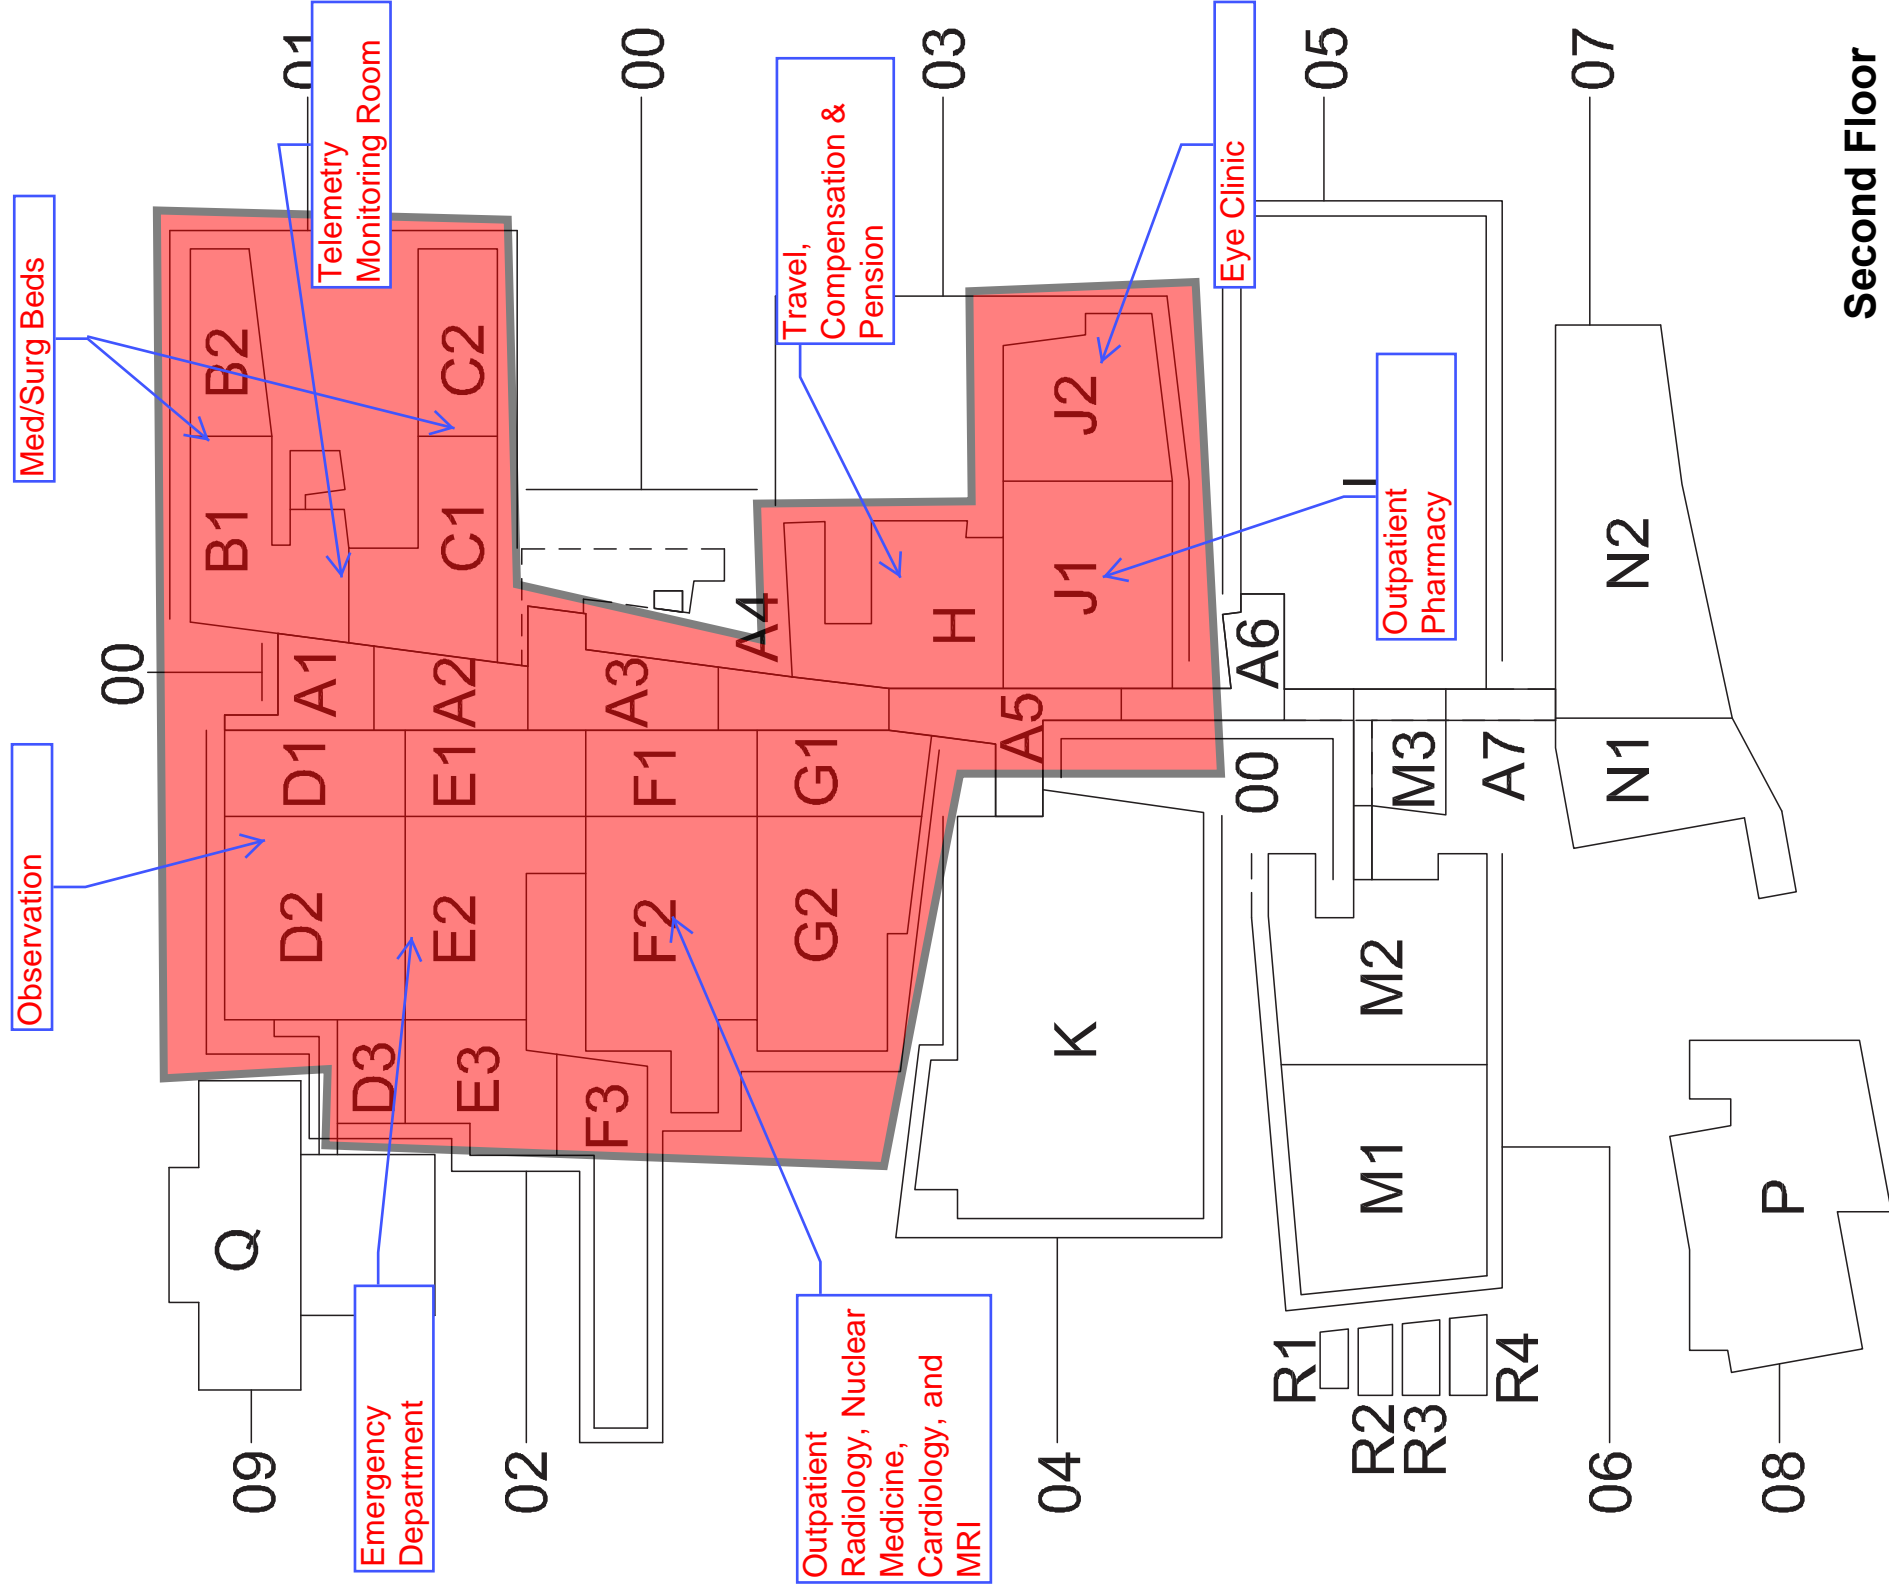 Observation
Med/Surg Beds
00
B1
B2
09
Q
D2
D1
A1
01
Telemetry
Monitoring Room
Emergency
Department
D3
E2
E1
A2
C1
C2
E3
02
F3
F2
F1
A3
00
A4
Travel,
Compensation &
Pension
G2
G1
Outpatient
Radiology, Nuclear
Medicine,
Cardiology, and
MRI
H
03
A5
04
K
J1
J2
Eye Clinic
00
A6
R1
05
M1
M2
R2
Outpatient
Pharmacy
M3
R3
A7
R4
06
07
N1
N2
08
P
Second Floor